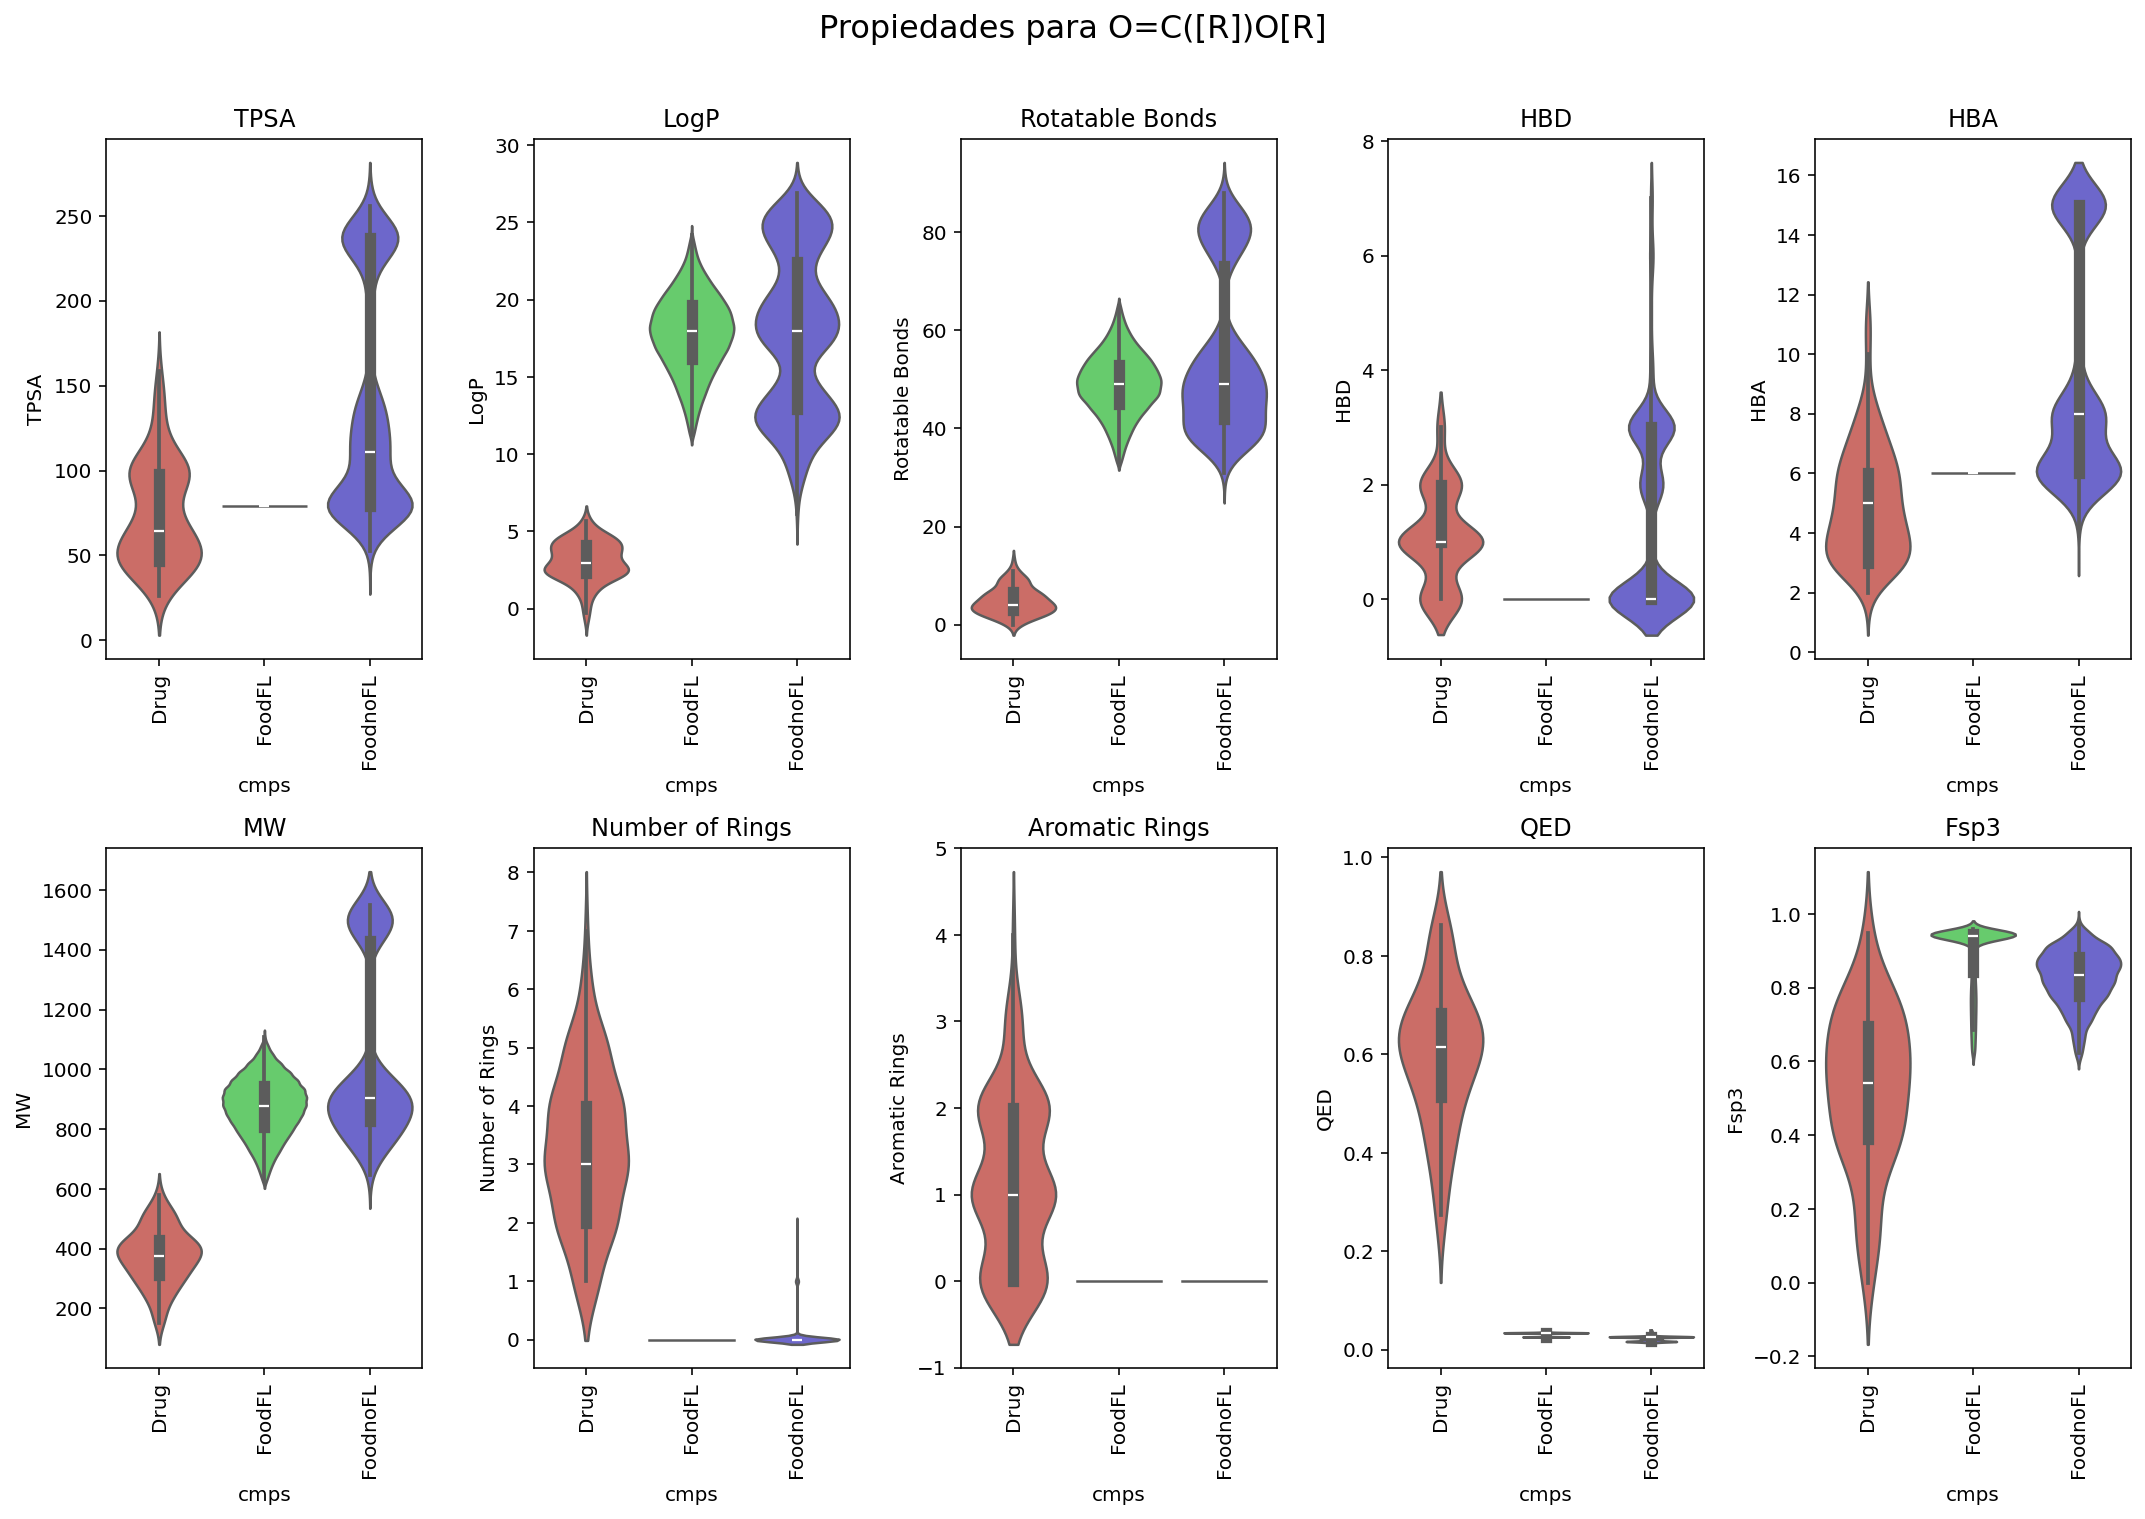 Propiedades para O=C([R])O[R]
TPSA
LogP
Rotatable Bonds
HBD
HBA
TPSA
250
200
150
100
50
0
Drug
FoodFL
FoodnoFL
cmps
LogP
30
25
20
15
10
5
0
Drug
FoodFL
FoodnoFL
cmps
Rotatable Bonds
80
60
40
20
0
Drug
FoodFL
FoodnoFL
cmps
HBD
8
6
4
2
0
Drug
FoodFL
FoodnoFL
cmps
HBA
16
14
12
10
8
6
4
2
0
Drug
FoodFL
FoodnoFL
cmps
MW
Number of Rings
Aromatic Rings
QED
Fsp3
MW
1600
1400
1200
1000
800
600
400
200
Drug
FoodFL
FoodnoFL
cmps
Number of Rings
8
7
6
5
4
3
2
1
0
Drug
FoodFL
FoodnoFL
cmps
Aromatic Rings
5
4
3
2
1
0
−1
Drug
FoodFL
FoodnoFL
cmps
QED
1.0
0.8
0.6
0.4
0.2
0.0
Drug
FoodFL
FoodnoFL
cmps
Fsp3
1.0
0.8
0.6
0.4
0.2
0.0
−0.2
Drug
FoodFL
FoodnoFL
cmps